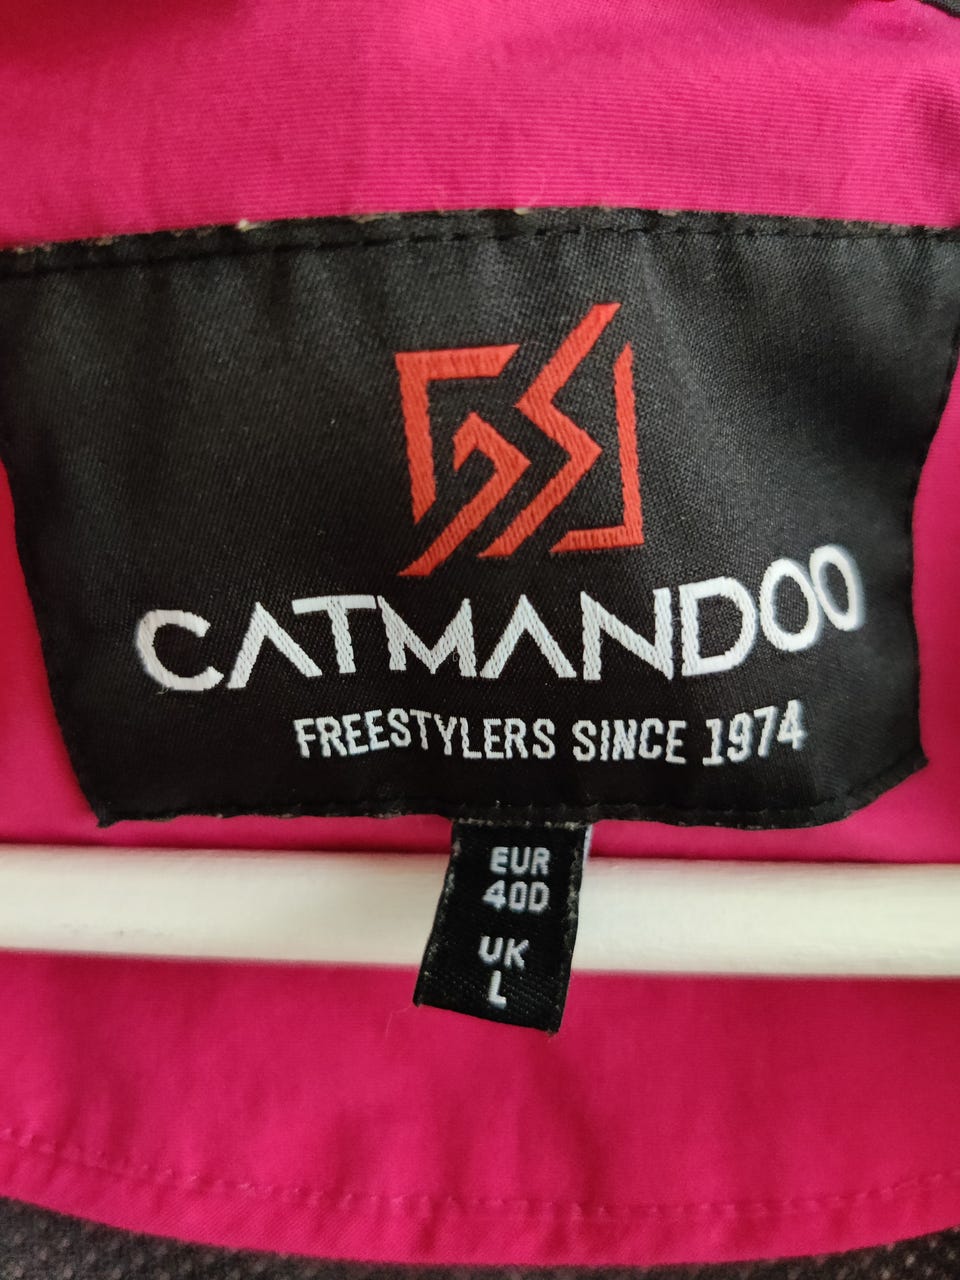 CATMANDOO
FREESTYLERS SINCE 1974
EUR
40D
UK
L